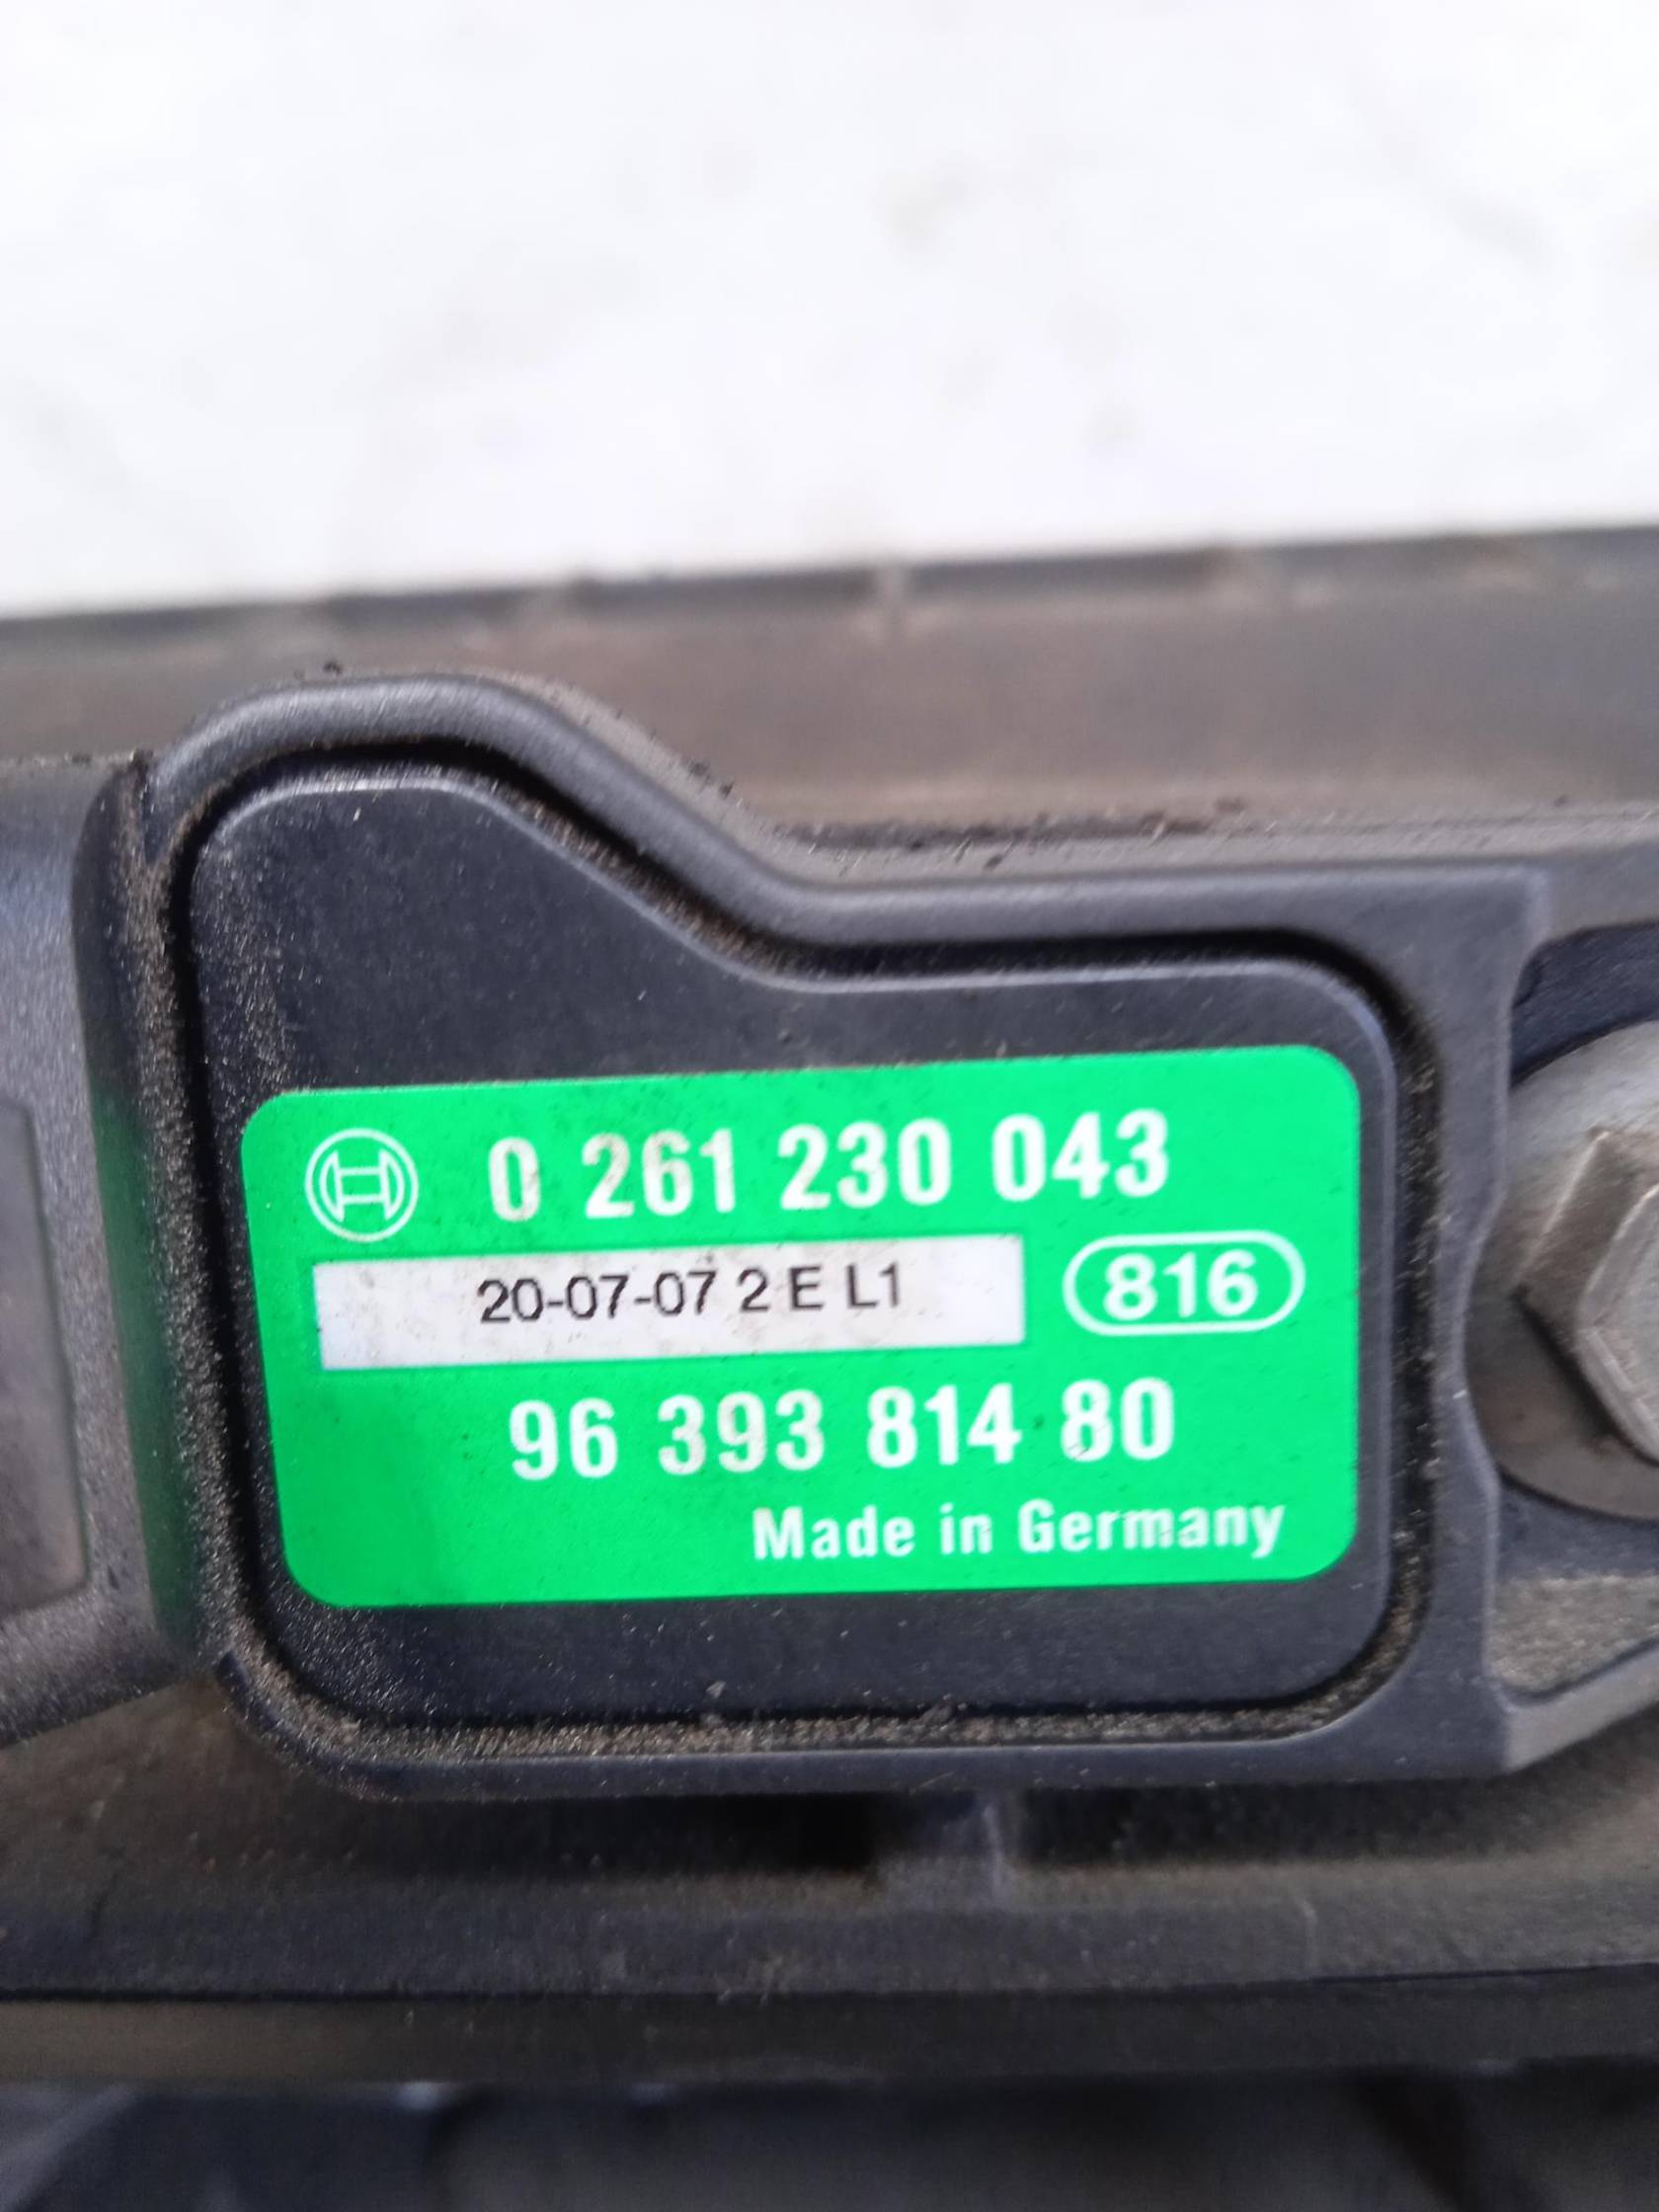 0 261 230 043
20-07-07 2 E L1
816
96 393 814 80
Made in Germany